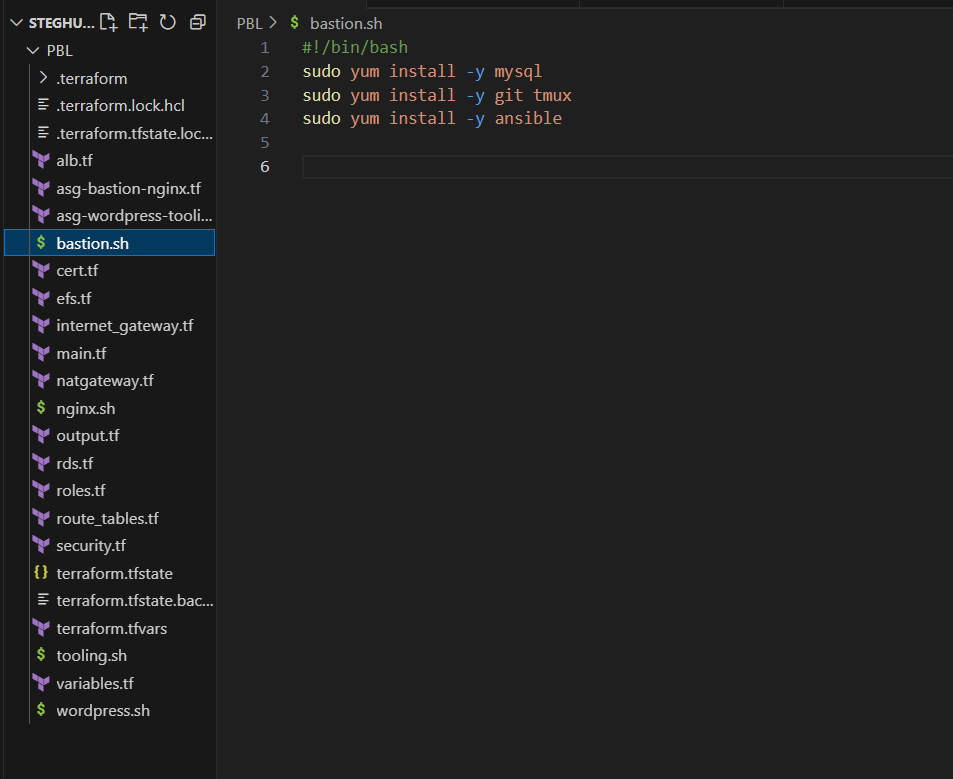 STEGHU...
PBL
.terraform
.terraform.lock.hcl
.terraform.tfstate.loc...
alb.tf
asg-bastion-nginx.tf
asg-wordpress-tooli...
bastion.sh
cert.tf
efs.tf
internet_gateway.tf
main.tf
natgateway.tf
nginx.sh
output.tf
rds.tf
roles.tf
route_tables.tf
security.tf
terraform.tfstate
terraform.tfstate.bac...
terraform.tfvars
tooling.sh
variables.tf
wordpress.sh
PBL > $ bastion.sh
1 #!/bin/bash
2 sudo yum install -y mysql
3 sudo yum install -y git tmux
4 sudo yum install -y ansible
5
6